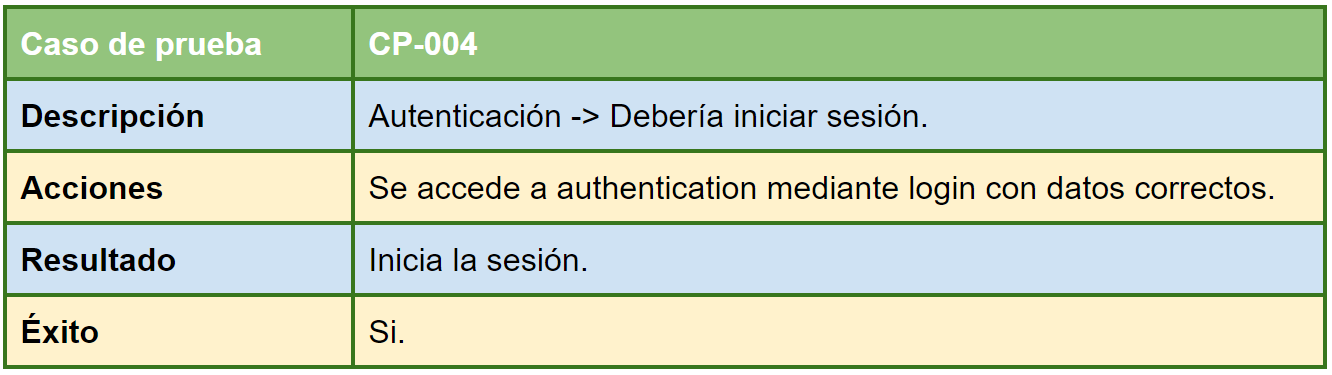 Caso de prueba CP-004
Descripción Autenticación -> Debería iniciar sesión.
Acciones Se accede a authentication mediante login con datos correctos.
Resultado Inicia la sesión.
Éxito Si.